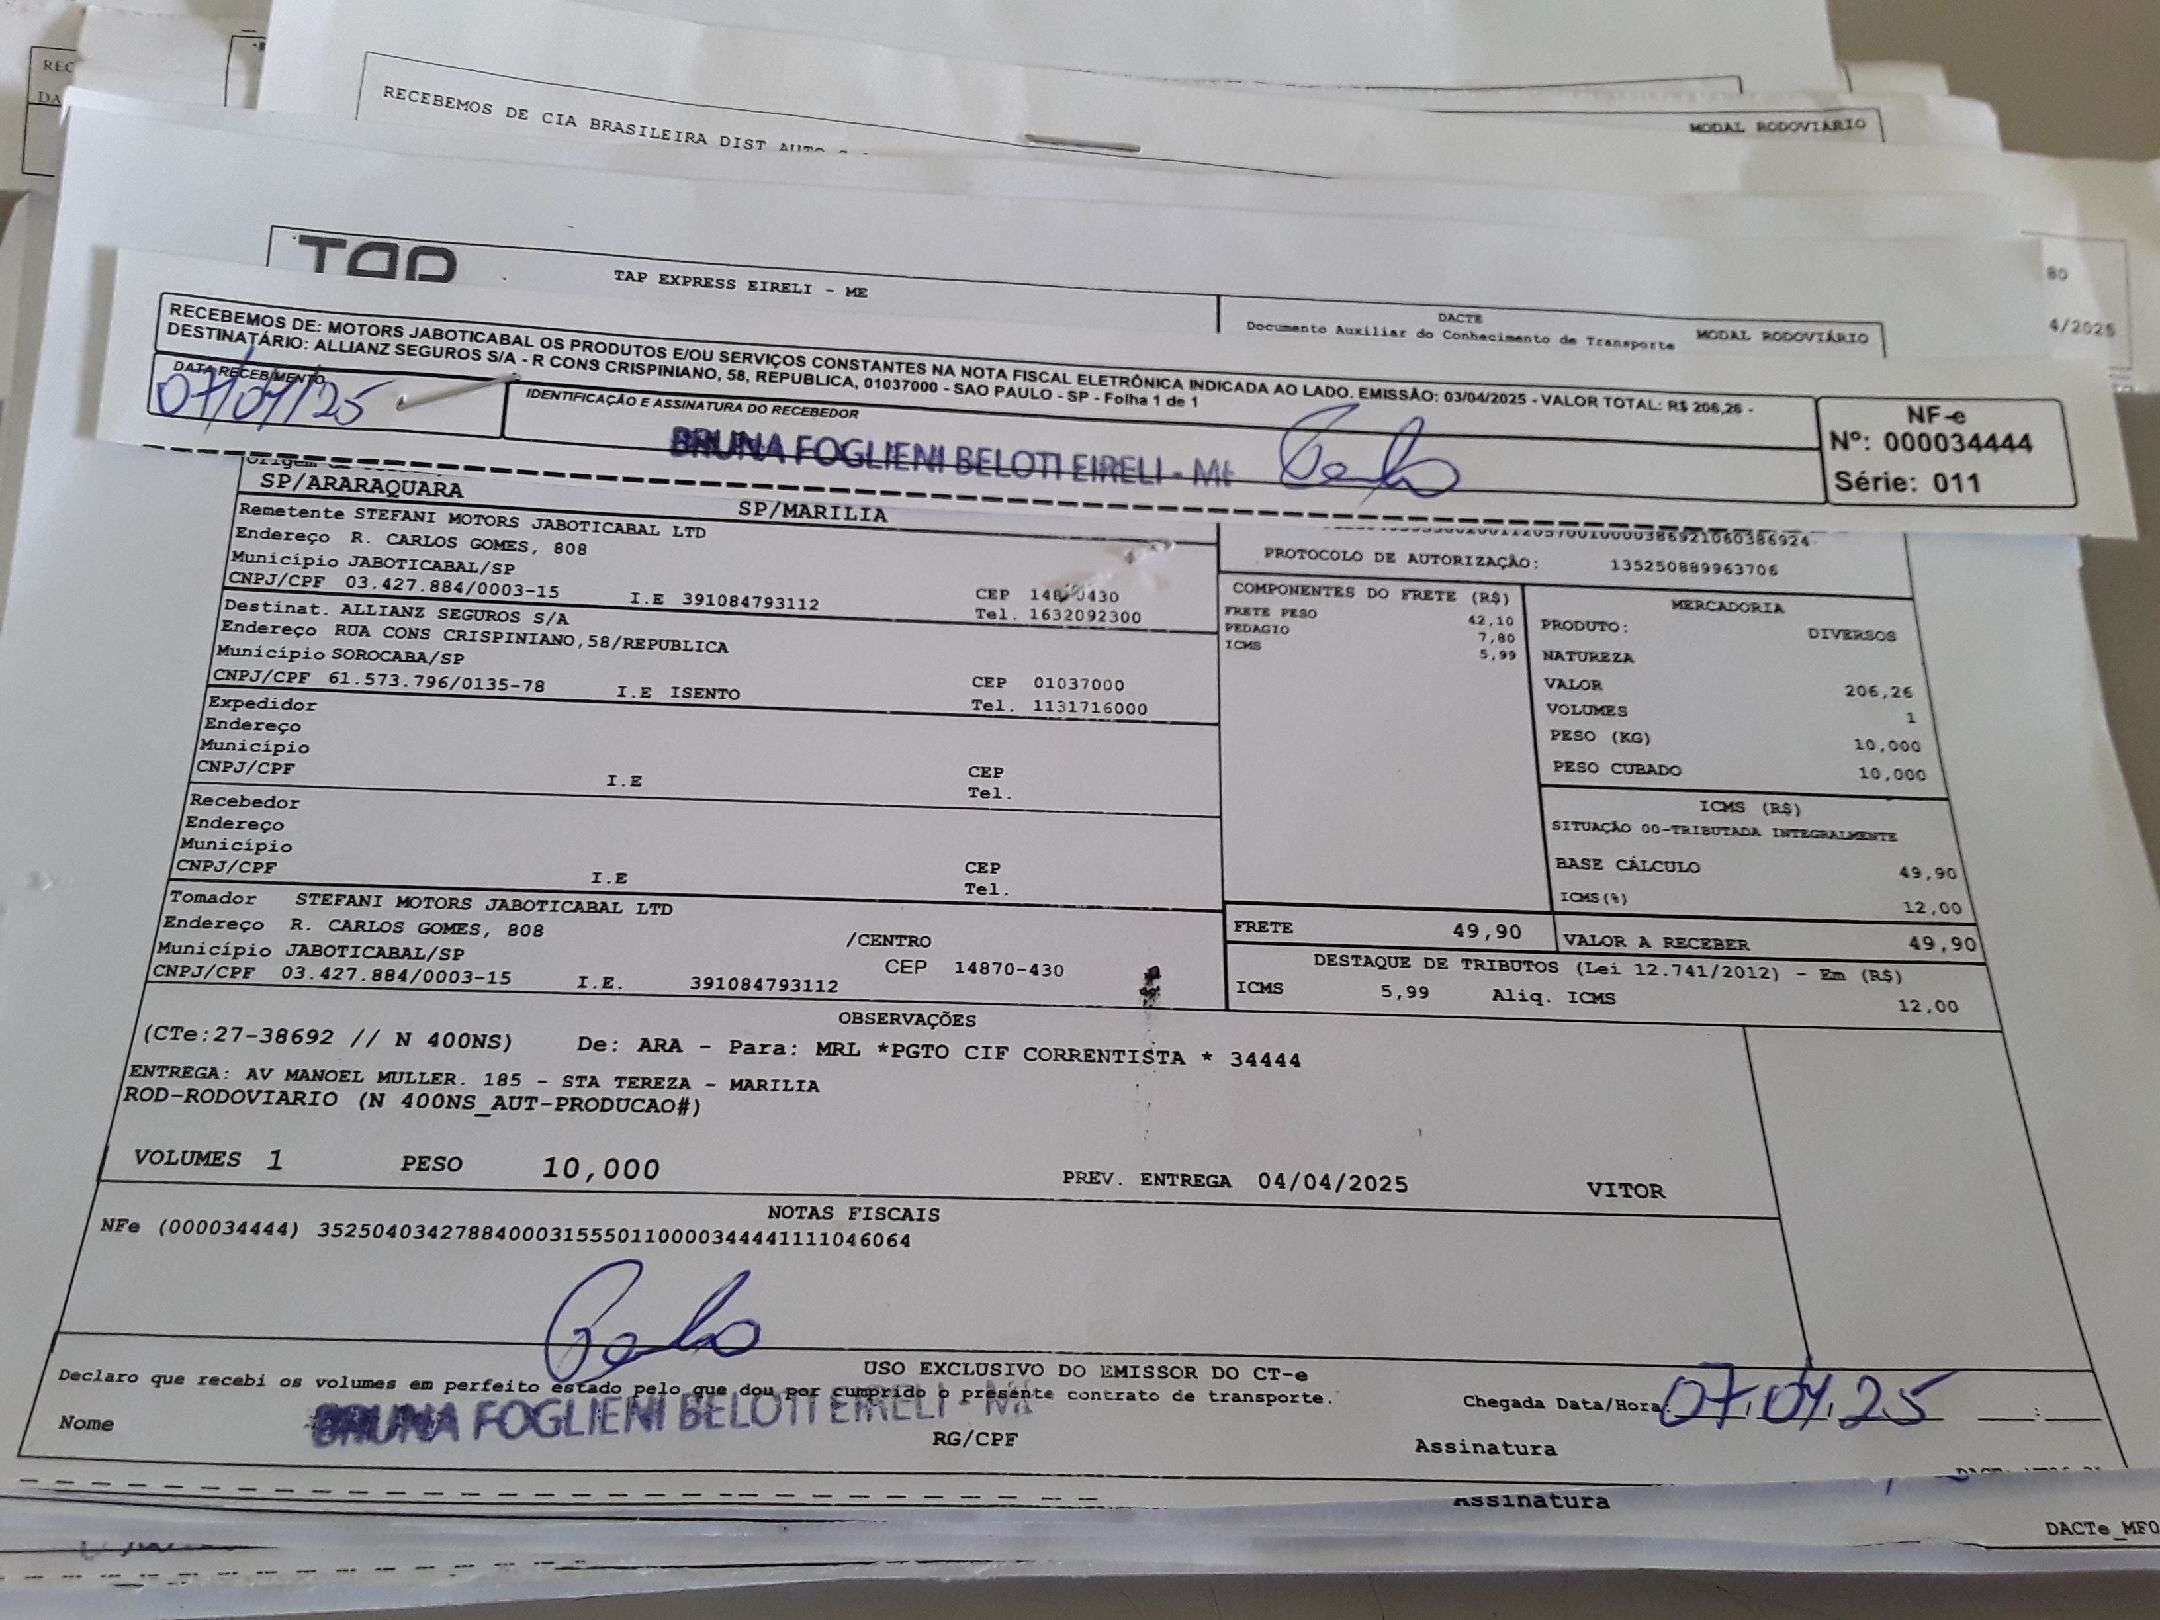 REC
DA
RECEBEMOS DE CIA BRASILEIRA DIST AUTO
MODAL RODOVIÁRIO
80
4/2025
TAP
TAP EXPRESS EIRELI - ME
DACTE
Documento Auxiliar do Conhecimento de Transporte
MODAL RODOVIÁRIO
RECEBEMOS DE: MOTORS JABOTICABAL OS PRODUTOS E/OU SERVIÇOS CONSTANTES NA NOTA FISCAL ELETRÔNICA INDICADA AO LADO. EMISSÃO: 03/04/2025 - VALOR TOTAL: R$ 206,26 -
DESTINATÁRIO: ALLIANZ SEGUROS S/A - R CONS CRISPINIANO, 58, REPUBLICA, 01037000 - SAO PAULO - SP - Folha 1 de 1
DATA RECEBIMENTO
07/04/25
IDENTIFICAÇÃO E ASSINATURA DO RECEBEDOR
BRUNA FOGLIENI BELOTI EIRELI - ME
NF-e
Nº: 000034444
Série: 011
SP/ARARAQUARA
SP/MARILIA
Remetente STEFANI MOTORS JABOTICABAL LTD
Endereço R. CARLOS GOMES, 808
Município JABOTICABAL/SP
CNPJ/CPF 03.427.884/0003-15 I.E 391084793112
CEP
Tel. 1632092300
Destinat. ALLIANZ SEGUROS S/A
Endereço RUA CONS CRISPINIANO,58/REPUBLICA
Município SOROCABA/SP
CNPJ/CPF 61.573.796/0135-78 I.E ISENTO
CEP 01037000
Tel. 1131716000
Expedidor
Endereço
Município
CNPJ/CPF I.E
CEP
Tel.
Recebedor
Endereço
Município
CNPJ/CPF I.E
CEP
Tel.
Tomador STEFANI MOTORS JABOTICABAL LTD
Endereço R. CARLOS GOMES, 808 /CENTRO
Município JABOTICABAL/SP CEP 14870-430
CNPJ/CPF 03.427.884/0003-15 I.E. 391084793112
PROTOCOLO DE AUTORIZAÇÃO: 135250889963706
COMPONENTES DO FRETE (R$)
FRETE PESO 42,10
PEDAGIO 7,80
ICMS 5,99
MERCADORIA
PRODUTO: DIVERSOS
NATUREZA
VALOR 206,26
VOLUMES 1
PESO (KG) 10,000
PESO CUBADO 10,000
ICMS (R$)
SITUAÇÃO 00-TRIBUTADA INTEGRALMENTE
BASE CÁLCULO 49,90
ICMS(%) 12,00
FRETE 49,90
VALOR A RECEBER 49,90
DESTAQUE DE TRIBUTOS (Lei 12.741/2012) - Em (R$)
ICMS 5,99 Aliq. ICMS 12,00
OBSERVAÇÕES
(CTe:27-38692 // N 400NS) De: ARA - Para: MRL *PGTO CIF CORRENTISTA * 34444
ENTREGA: AV MANOEL MULLER. 185 - STA TEREZA - MARILIA
ROD-RODOVIARIO (N 400NS_AUT-PRODUCAO#)
VOLUMES 1 PESO 10,000 PREV. ENTREGA 04/04/2025 VITOR
NOTAS FISCAIS
NFe (000034444) 35250403427884000315550110000344441111046064
USO EXCLUSIVO DO EMISSOR DO CT-e
Declaro que recebi os volumes em perfeito estado pelo que dou por cumprido o presente contrato de transporte.
Chegada Data/Hora: 07.04.25
Nome BRUNA FOGLIENI BELOTI EIRELI - ME
RG/CPF
Assinatura
Assinatura
DACTe_MF0